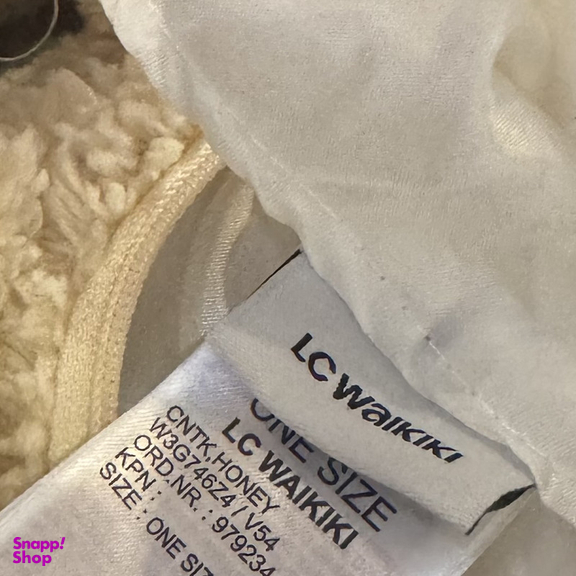 LC WAIKIKI
ONE SIZE
LC WAIKIKI
CNTK,HONEY
W3G746Z4 / V54
ORD NR. : 979234
KPN :
SIZE : ONE SIZ
Snapp!
Shop